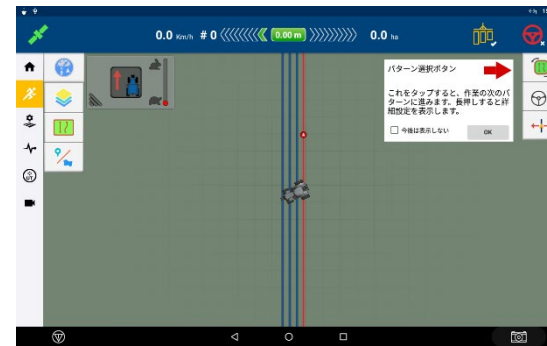 0.0 Km/h # 0 0.00 m 0.0 ha
パターン選択ボタン
これをタップすると、作業の次のパ
ターンに進みます。長押しすると詳
細設定を表示します。
今後は表示しない OK